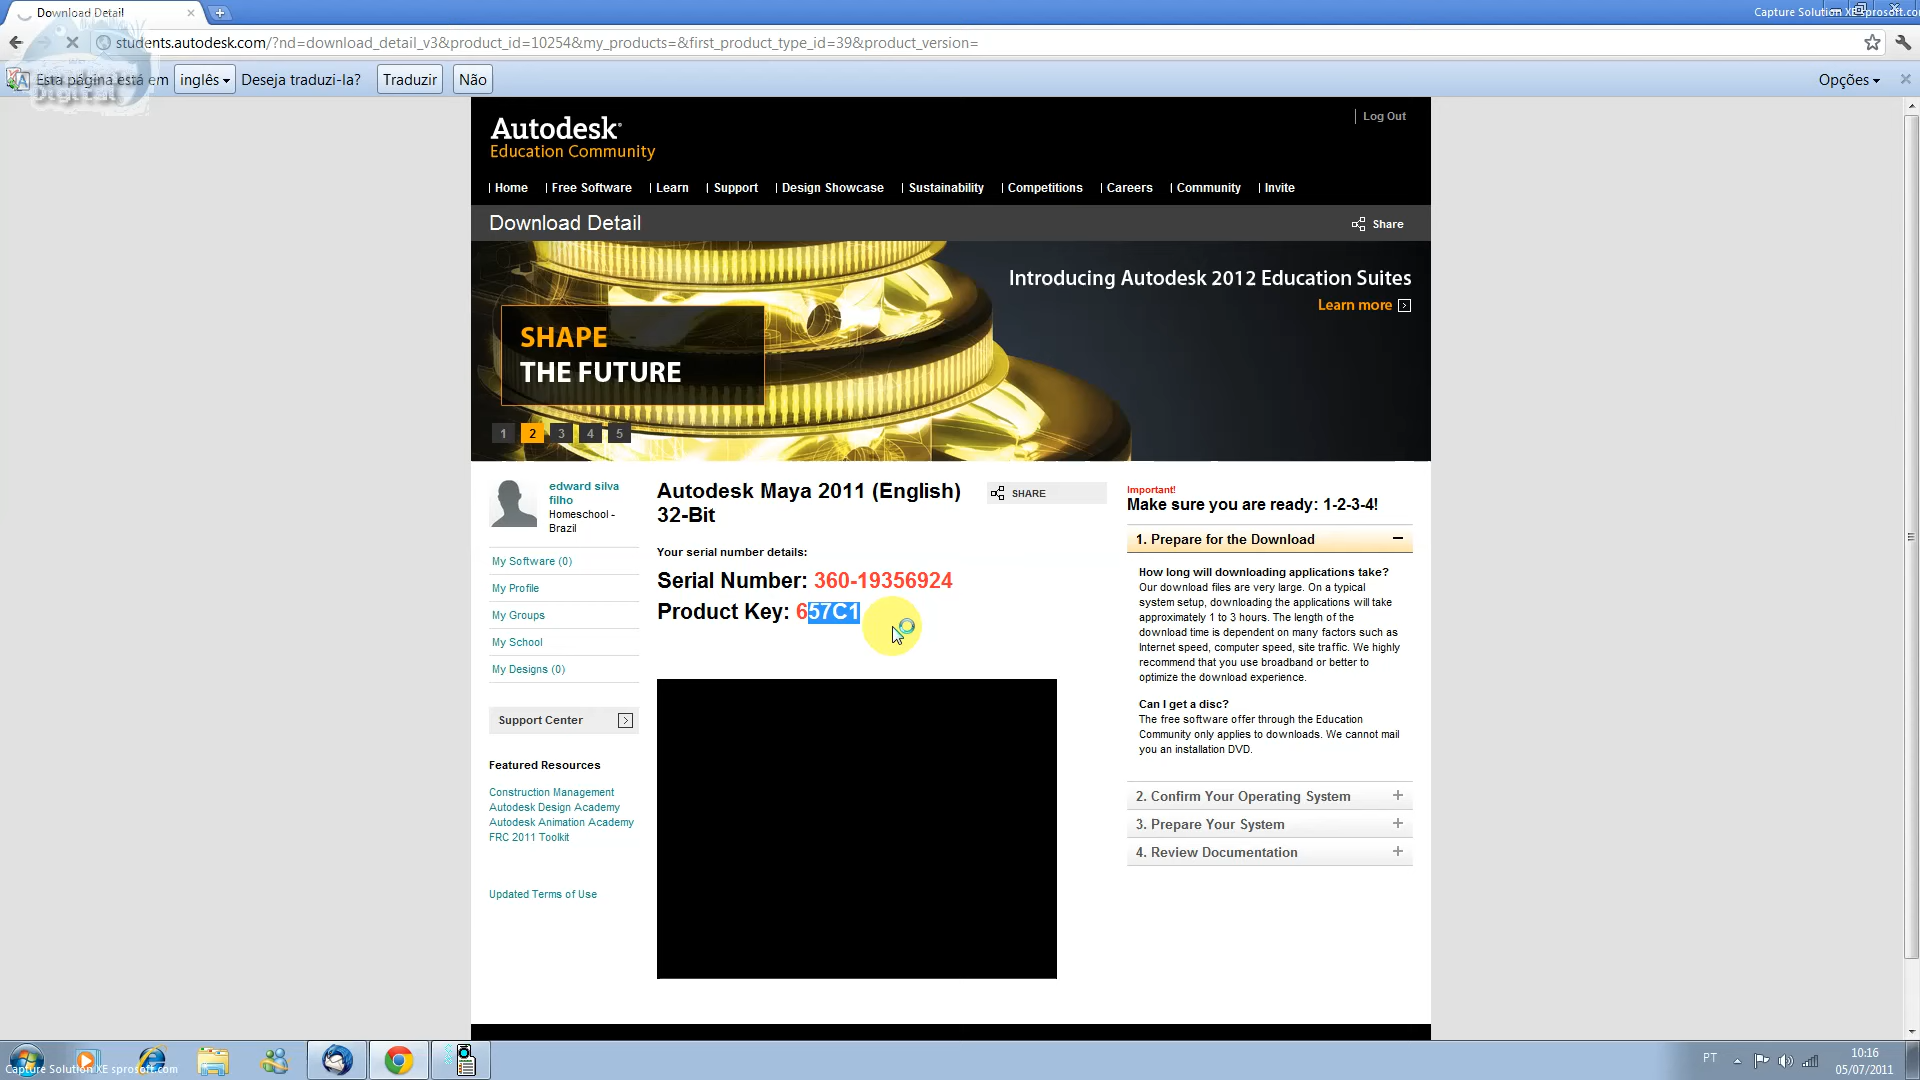 Download Detail
Capture Solution XE sprosoft.com
students.autodesk.com/?nd=download_detail_v3&product_id=10254&my_products=&first_product_type_id=39&product_version=
Esta página está em inglês Deseja traduzi-la? Traduzir Não Opções
Digital
Autodesk
Log Out
Education Community
Home Free Software Learn Support Design Showcase Sustainability Competitions Careers Community Invite
Download Detail
Share
Introducing Autodesk 2012 Education Suites
Learn more
SHAPE
THE FUTURE
1 2 3 4 5
edward silva
filho
Homeschool -
Brazil
My Software (0)
My Profile
My Groups
My School
My Designs (0)
Support Center
Featured Resources
Construction Management
Autodesk Design Academy
Autodesk Animation Academy
FRC 2011 Toolkit
Updated Terms of Use
Autodesk Maya 2011 (English)
32-Bit
SHARE
Your serial number details:
Serial Number: 360-19356924
Product Key: 657C1
Important!
Make sure you are ready: 1-2-3-4!
1. Prepare for the Download
How long will downloading applications take?
Our download files are very large. On a typical
system setup, downloading the applications will take
approximately 1 to 3 hours. The length of the
download time is dependent on many factors such as
Internet speed, computer speed, site traffic. We highly
recommend that you use broadband or better to
optimize the download experience.
Can I get a disc?
The free software offer through the Education
Community only applies to downloads. We cannot mail
you an installation DVD.
2. Confirm Your Operating System
3. Prepare Your System
4. Review Documentation
Capture Solution XE sprosoft.com
PT
10:16
05/07/2011